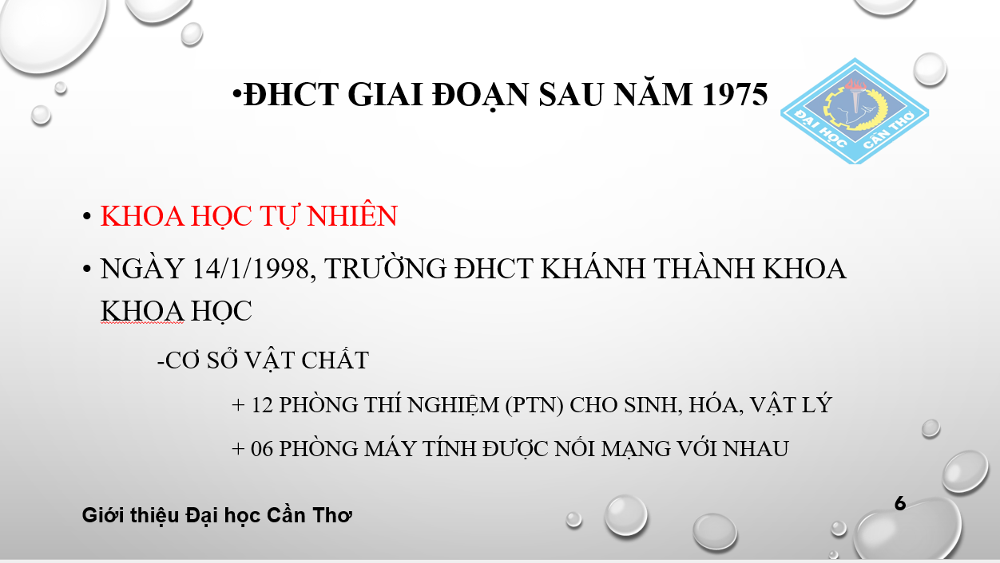 •ĐHCT GIAI ĐOẠN SAU NĂM 1975
ĐẠI HỌC CẦN THƠ
• KHOA HỌC TỰ NHIÊN
• NGÀY 14/1/1998, TRƯỜNG ĐHCT KHÁNH THÀNH KHOA
KHOA HỌC
-CƠ SỞ VẬT CHẤT
+ 12 PHÒNG THÍ NGHIỆM (PTN) CHO SINH, HÓA, VẬT LÝ
+ 06 PHÒNG MÁY TÍNH ĐƯỢC NỐI MẠNG VỚI NHAU
Giới thiệu Đại học Cần Thơ
6